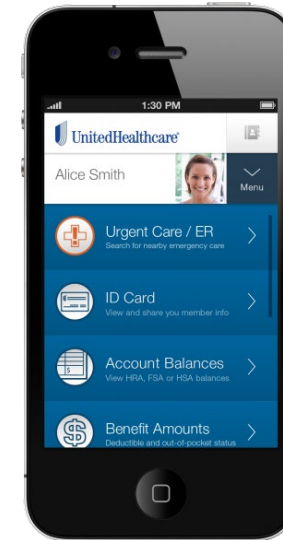 1:30 PM
UnitedHealthcare
Alice Smith
Menu
Urgent Care / ER
Search for nearby emergency care
ID Card
View and share you member info
Account Balances
View HRA, FSA or HSA balances
Benefit Amounts
Deductible and out-of-pocket status